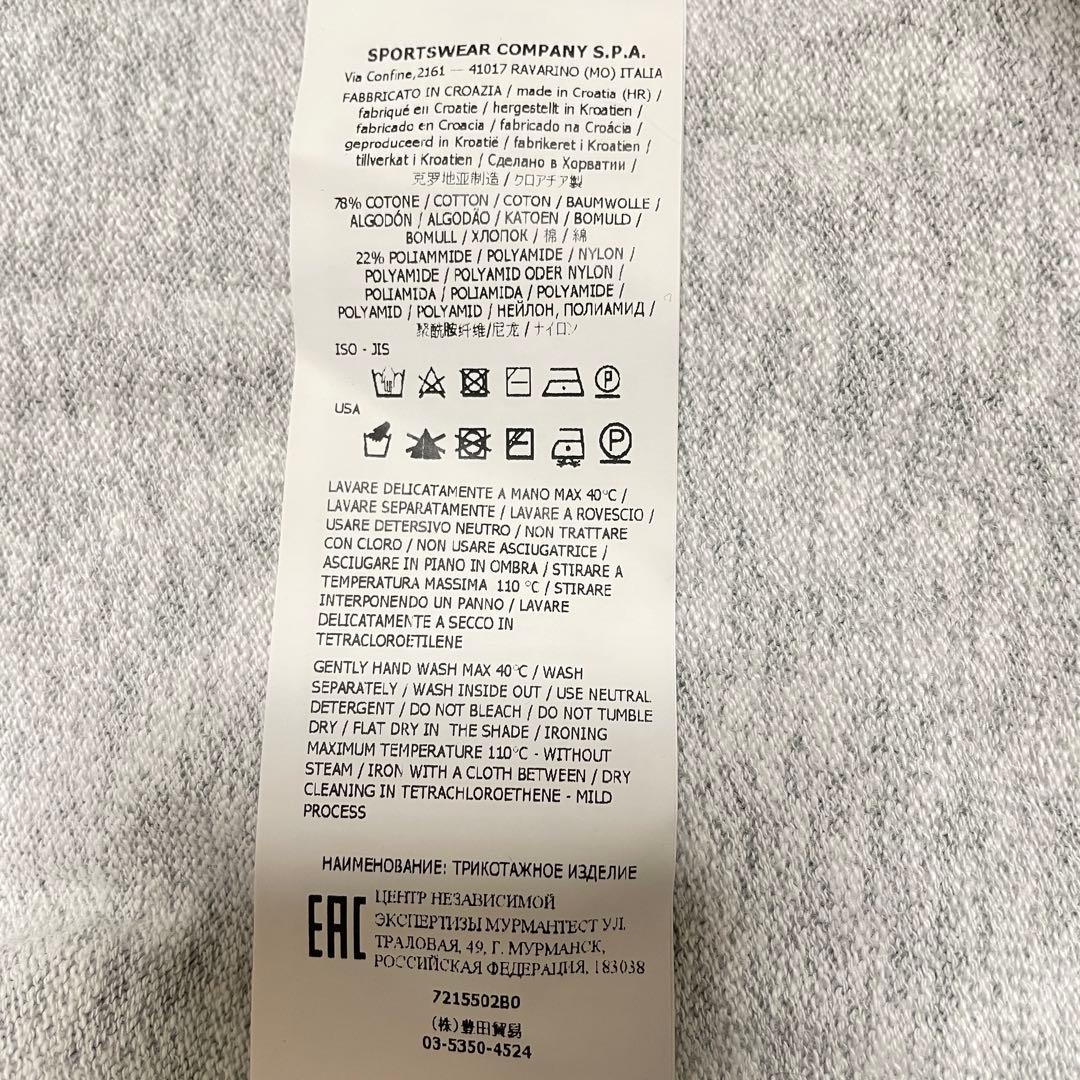 SPORTSWEAR COMPANY S.P.A.
Via Confine,2161 — 41017 RAVARINO (MO) ITALIA
FABBRICATO IN CROAZIA / made in Croatia (HR) /
fabriqué en Croatie / hergestellt in Kroatien /
fabricado en Croacia / fabricado na Croácia /
geproduceerd in Kroatië / fabrikeret i Kroatien /
tillverkat i Kroatien / Сделано в Хорватии /
克罗地亚制造 / クロアチア製
78% COTONE / COTTON / COTON / BAUMWOLLE /
ALGODÓN / ALGODÃO / KATOEN / BOMULD /
BOMULL / ХЛОПОК / 棉 / 綿
22% POLIAMMIDE / POLYAMIDE / NYLON /
POLYAMIDE / POLYAMID ODER NYLON /
POLIAMIDA / POLIAMIDA / POLYAMIDE /
POLYAMID / POLYAMID / НЕЙЛОН, ПОЛИАМИД /
聚酰胺纤维/尼龙 / ナイロン
ISO - JIS
P
USA
P
LAVARE DELICATAMENTE A MANO MAX 40°C /
LAVARE SEPARATAMENTE / LAVARE A ROVESCIO /
USARE DETERSIVO NEUTRO / NON TRATTARE
CON CLORO / NON USARE ASCIUGATRICE /
ASCIUGARE IN PIANO IN OMBRA / STIRARE A
TEMPERATURA MASSIMA 110 °C / STIRARE
INTERPONENDO UN PANNO / LAVARE
DELICATAMENTE A SECCO IN
TETRACLOROETILENE
GENTLY HAND WASH MAX 40°C / WASH
SEPARATELY / WASH INSIDE OUT / USE NEUTRAL
DETERGENT / DO NOT BLEACH / DO NOT TUMBLE
DRY / FLAT DRY IN THE SHADE / IRONING
MAXIMUM TEMPERATURE 110°C - WITHOUT
STEAM / IRON WITH A CLOTH BETWEEN / DRY
CLEANING IN TETRACHLOROETHENE - MILD
PROCESS
НАИМЕНОВАНИЕ: ТРИКОТАЖНОЕ ИЗДЕЛИЕ
EAC
ЦЕНТР НЕЗАВИСИМОЙ
ЭКСПЕРТИЗЫ МУРМАНТЕСТ УЛ.
ТРАЛОВАЯ, 49, Г. МУРМАНСК,
РОССИЙСКАЯ ФЕДЕРАЦИЯ, 183038
7215502B0
(株)豊田貿易
03-5350-4524